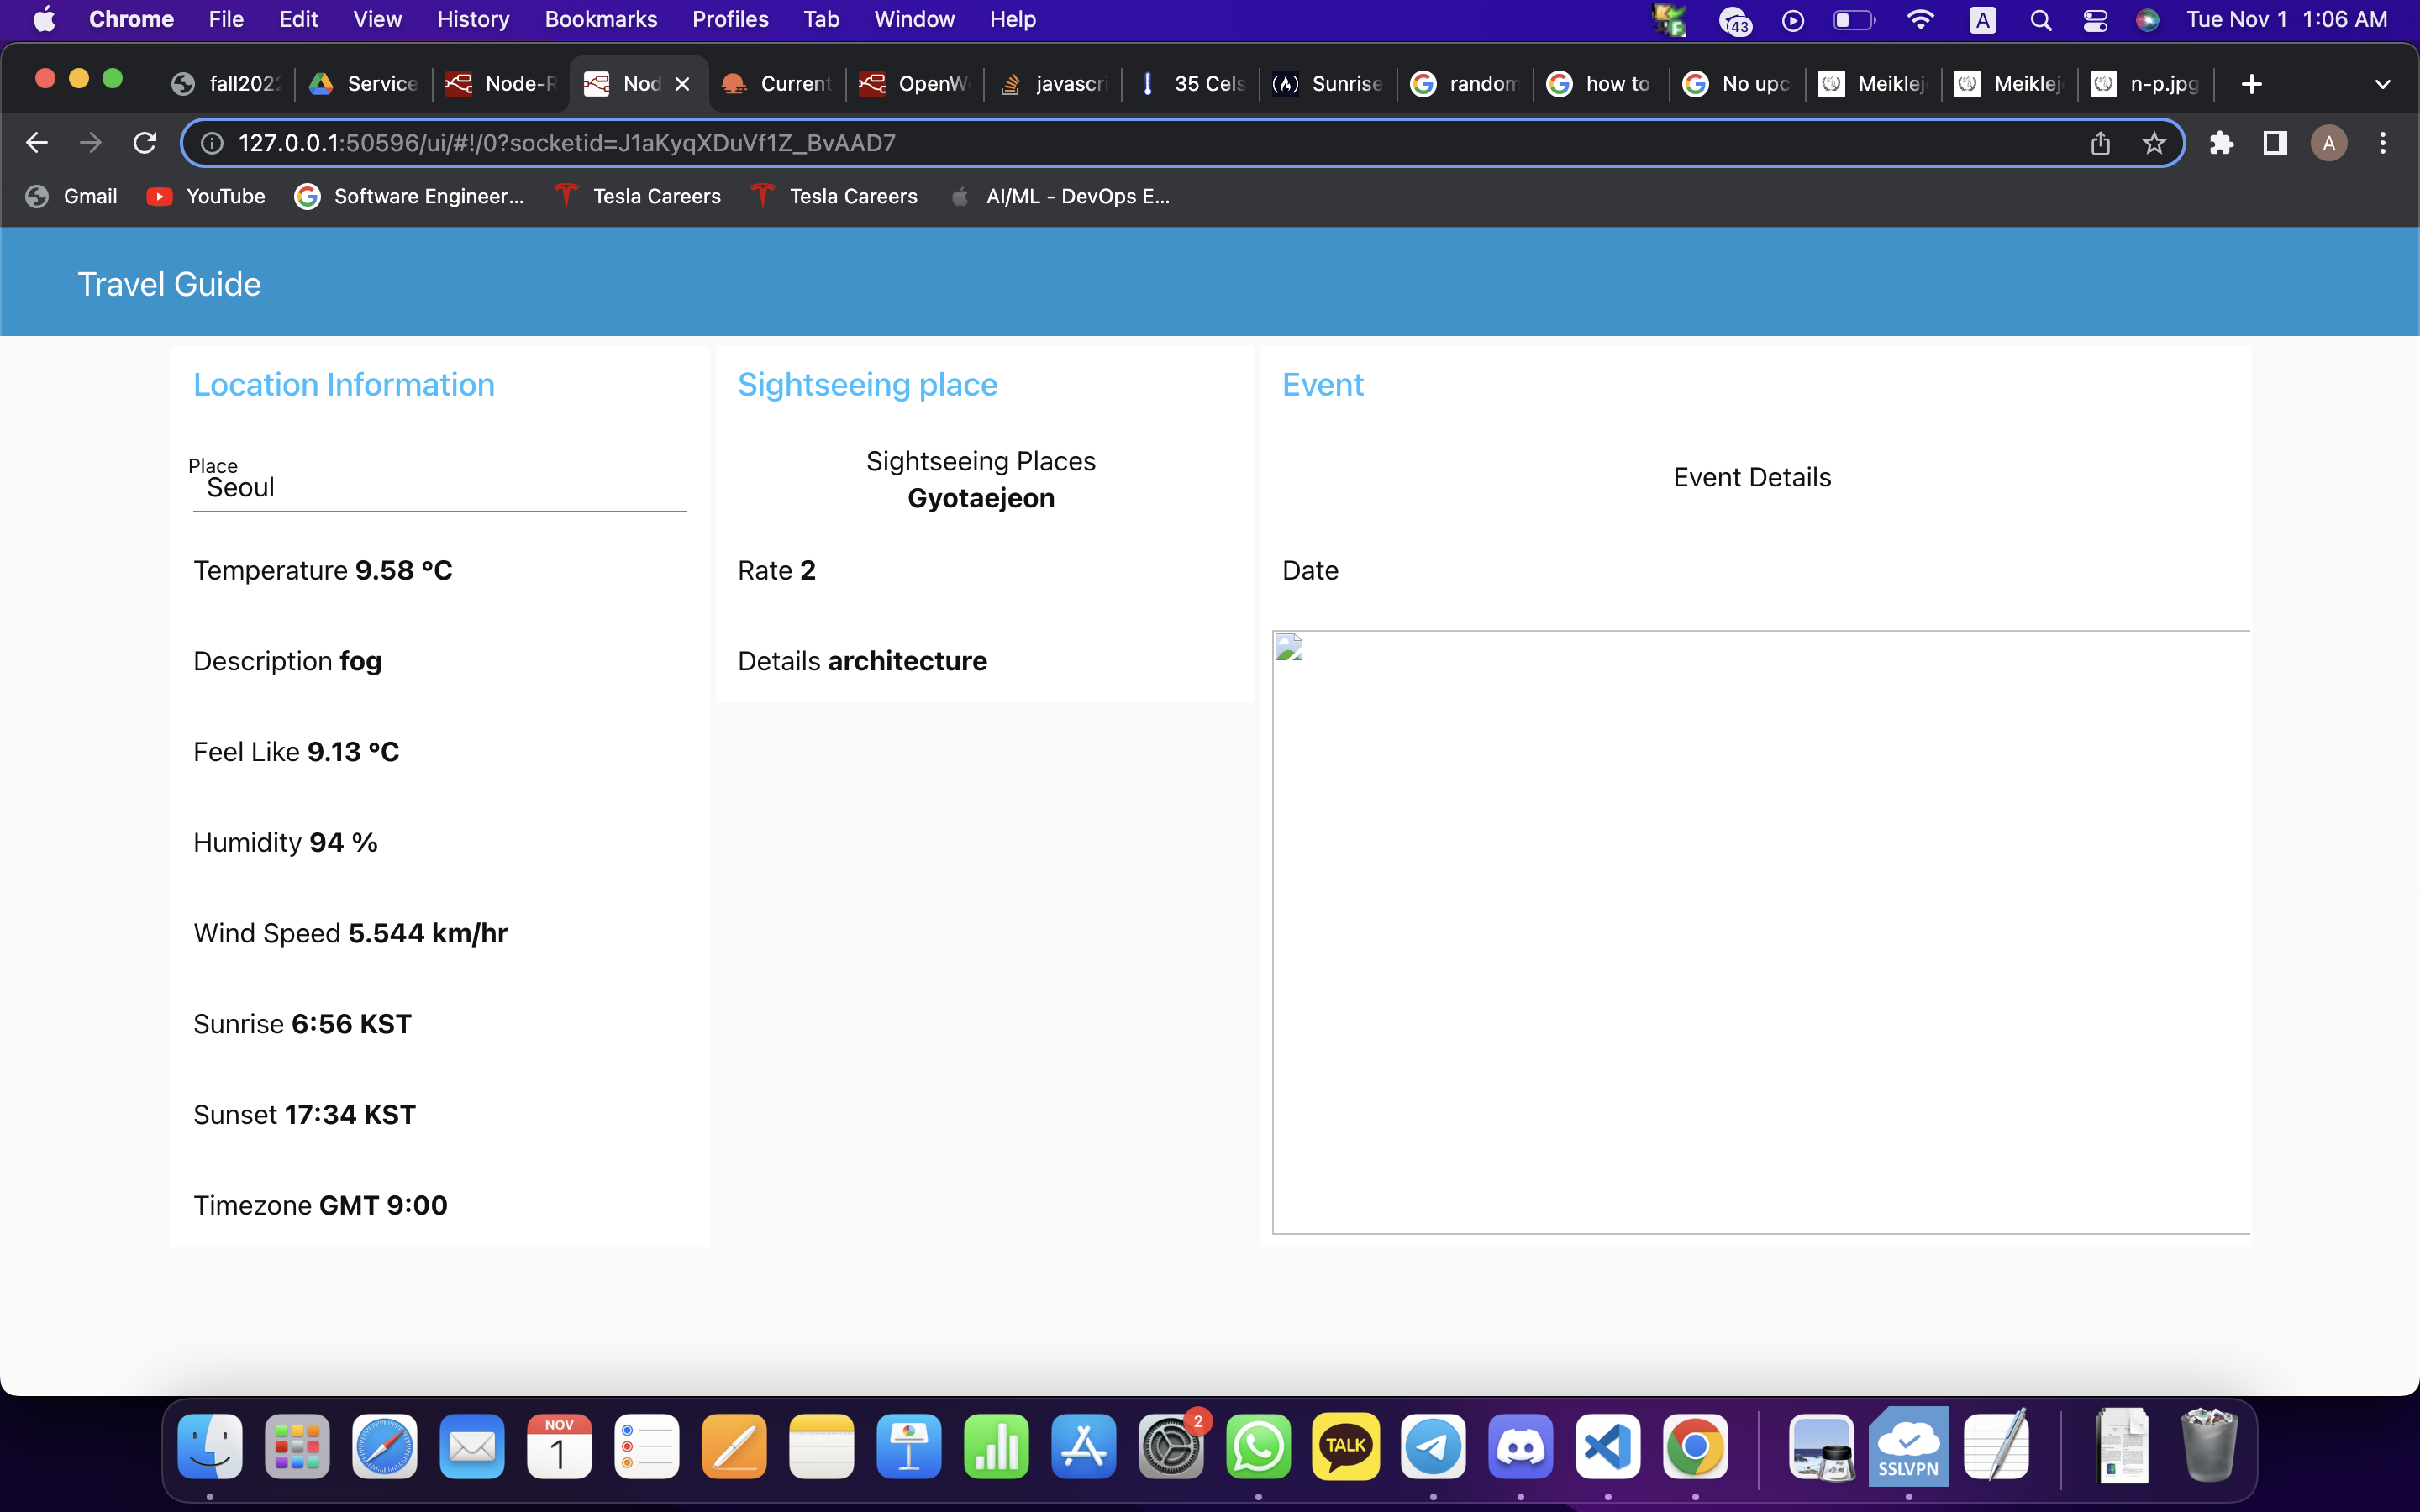 Chrome File Edit View History Bookmarks Profiles Tab Window Help 43 A Tue Nov 1 1:06 AM
fall202 Service Node-R Nod Current OpenW javascri 35 Cels Sunrise random how to No upc Meiklej Meiklej n-p.jpg
127.0.0.1:50596/ui/#!/0?socketid=J1aKyqXDuVf1Z_BvAAD7 A
Gmail YouTube Software Engineer... Tesla Careers Tesla Careers AI/ML - DevOps E...
Travel Guide
Location Information
Place
Seoul
Temperature 9.58 °C
Description fog
Feel Like 9.13 °C
Humidity 94 %
Wind Speed 5.544 km/hr
Sunrise 6:56 KST
Sunset 17:34 KST
Timezone GMT 9:00
Sightseeing place
Sightseeing Places
Gyotaejeon
Rate 2
Details architecture
Event
Event Details
Date
NOV
1
2
TALK
SSLVPN